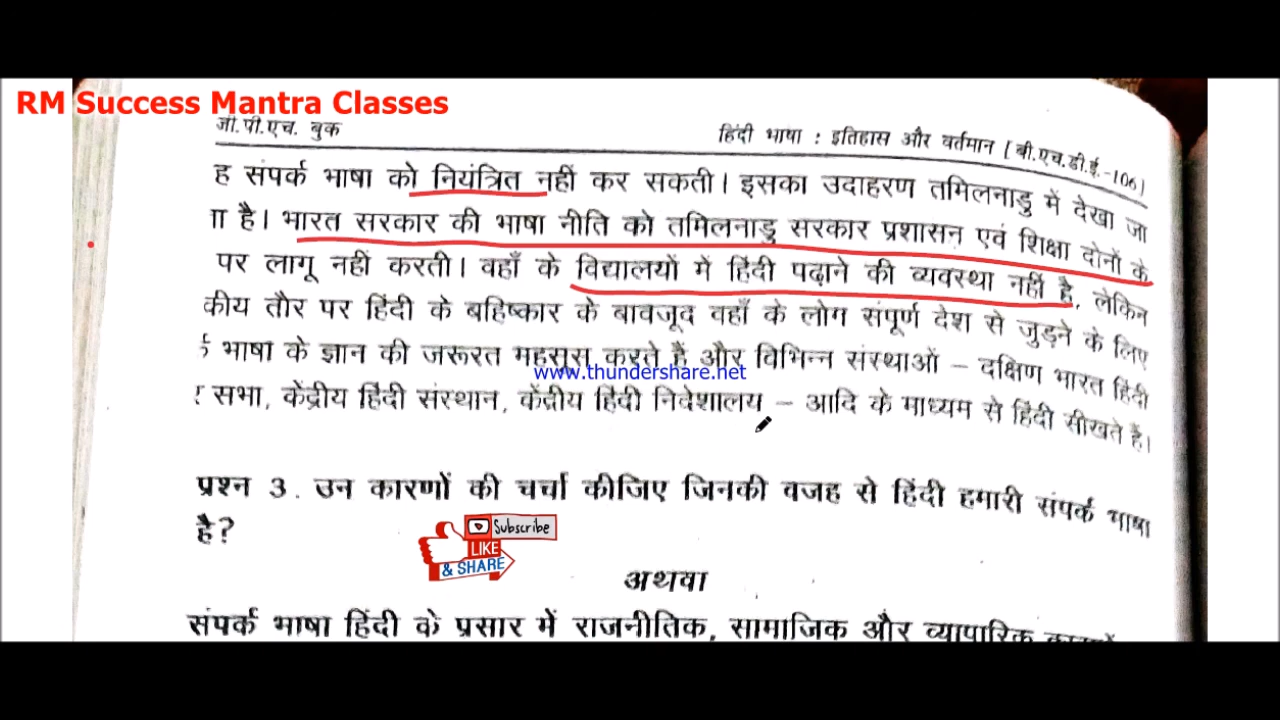 RM Success Mantra Classes
जी.पी.एच. बुक
हिंदी भाषा : इतिहास और वर्तमान [ बी.एच.डी.ई.-106]
ह संपर्क भाषा को नियंत्रित नहीं कर सकती। इसका उदाहरण तमिलनाडु में देखा जा
है। भारत सरकार की भाषा नीति को तमिलनाडु सरकार प्रशासन एवं शिक्षा दोनों के
पर लागू नहीं करती। वहाँ के विद्यालयों में हिंदी पढ़ाने की व्यवस्था नहीं है, लेकिन
कीय तौर पर हिंदी के बहिष्कार के बावजूद वहाँ के लोग संपूर्ण देश से जुड़ने के लिए
भाषा के ज्ञान की जरूरत महसूस करते हैं और विभिन्न संस्थाओं – दक्षिण भारत हिंदी
www.thundershare.net
सभा, केंद्रीय हिंदी संस्थान, केंद्रीय हिंदी निदेशालय – आदि के माध्यम से हिंदी सीखते हैं।
प्रश्न 3. उन कारणों की चर्चा कीजिए जिनकी वजह से हिंदी हमारी संपर्क भाषा
है?
Subscribe
LIKE
& SHARE
अथवा
संपर्क भाषा हिंदी के प्रसार में राजनीतिक, सामाजिक और व्यापारिक